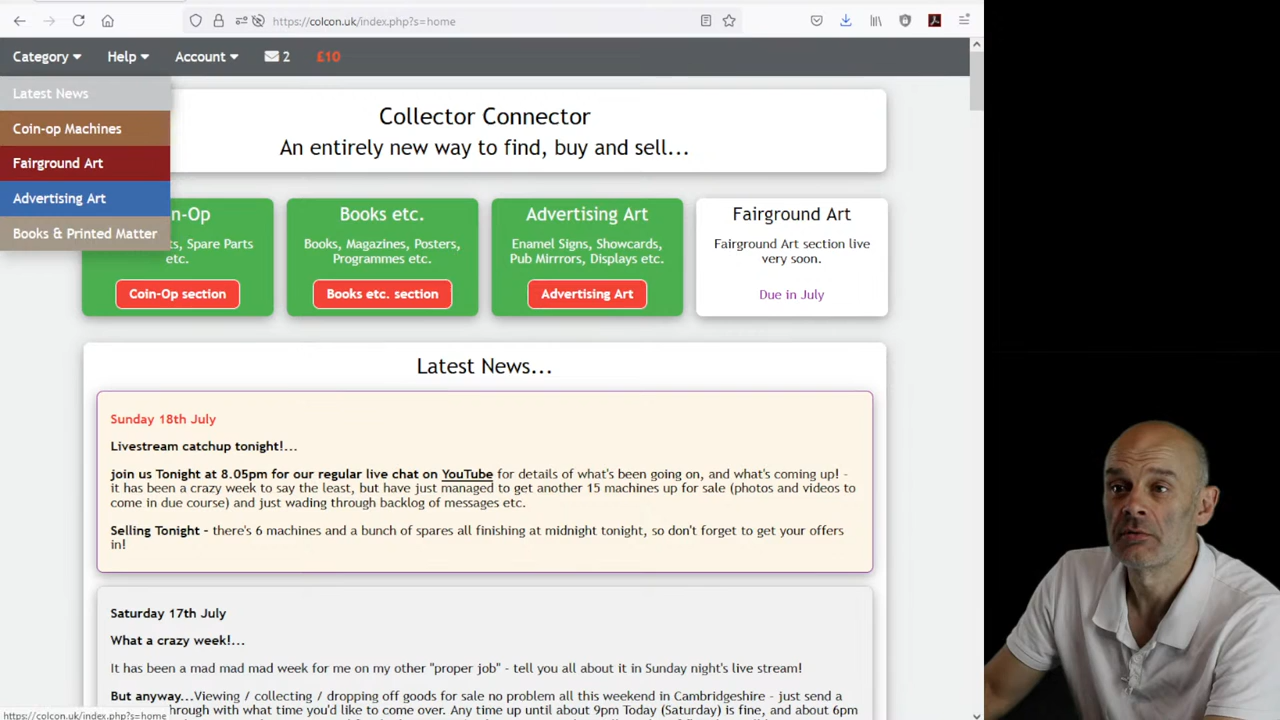 https://colcon.uk/index.php?s=home
Category Help Account 2 £10
Latest News
Coin-op Machines
Fairground Art
Advertising Art
Books & Printed Matter
Collector Connector
An entirely new way to find, buy and sell...
n-Op
ts, Spare Parts
etc.
Coin-Op section
Books etc.
Books, Magazines, Posters,
Programmes etc.
Books etc. section
Advertising Art
Enamel Signs, Showcards,
Pub Mirrrors, Displays etc.
Advertising Art
Fairground Art
Fairground Art section live
very soon.
Due in July
Latest News...
Sunday 18th July
Livestream catchup tonight!...
join us Tonight at 8.05pm for our regular live chat on YouTube for details of what's been going on, and what's coming up! -
it has been a crazy week to say the least, but have just managed to get another 15 machines up for sale (photos and videos to
come in due course) and just wading through backlog of messages etc.
Selling Tonight - there's 6 machines and a bunch of spares all finishing at midnight tonight, so don't forget to get your offers
in!
Saturday 17th July
What a crazy week!...
It has been a mad mad mad week for me on my other "proper job" - tell you all about it in Sunday night's live stream!
But anyway...Viewing / collecting / dropping off goods for sale no problem all this weekend in Cambridgeshire - just send a
through with what time you'd like to come over. Any time up until about 9pm Today (Saturday) is fine, and about 6pm
https://colcon.uk/index.php?s=home